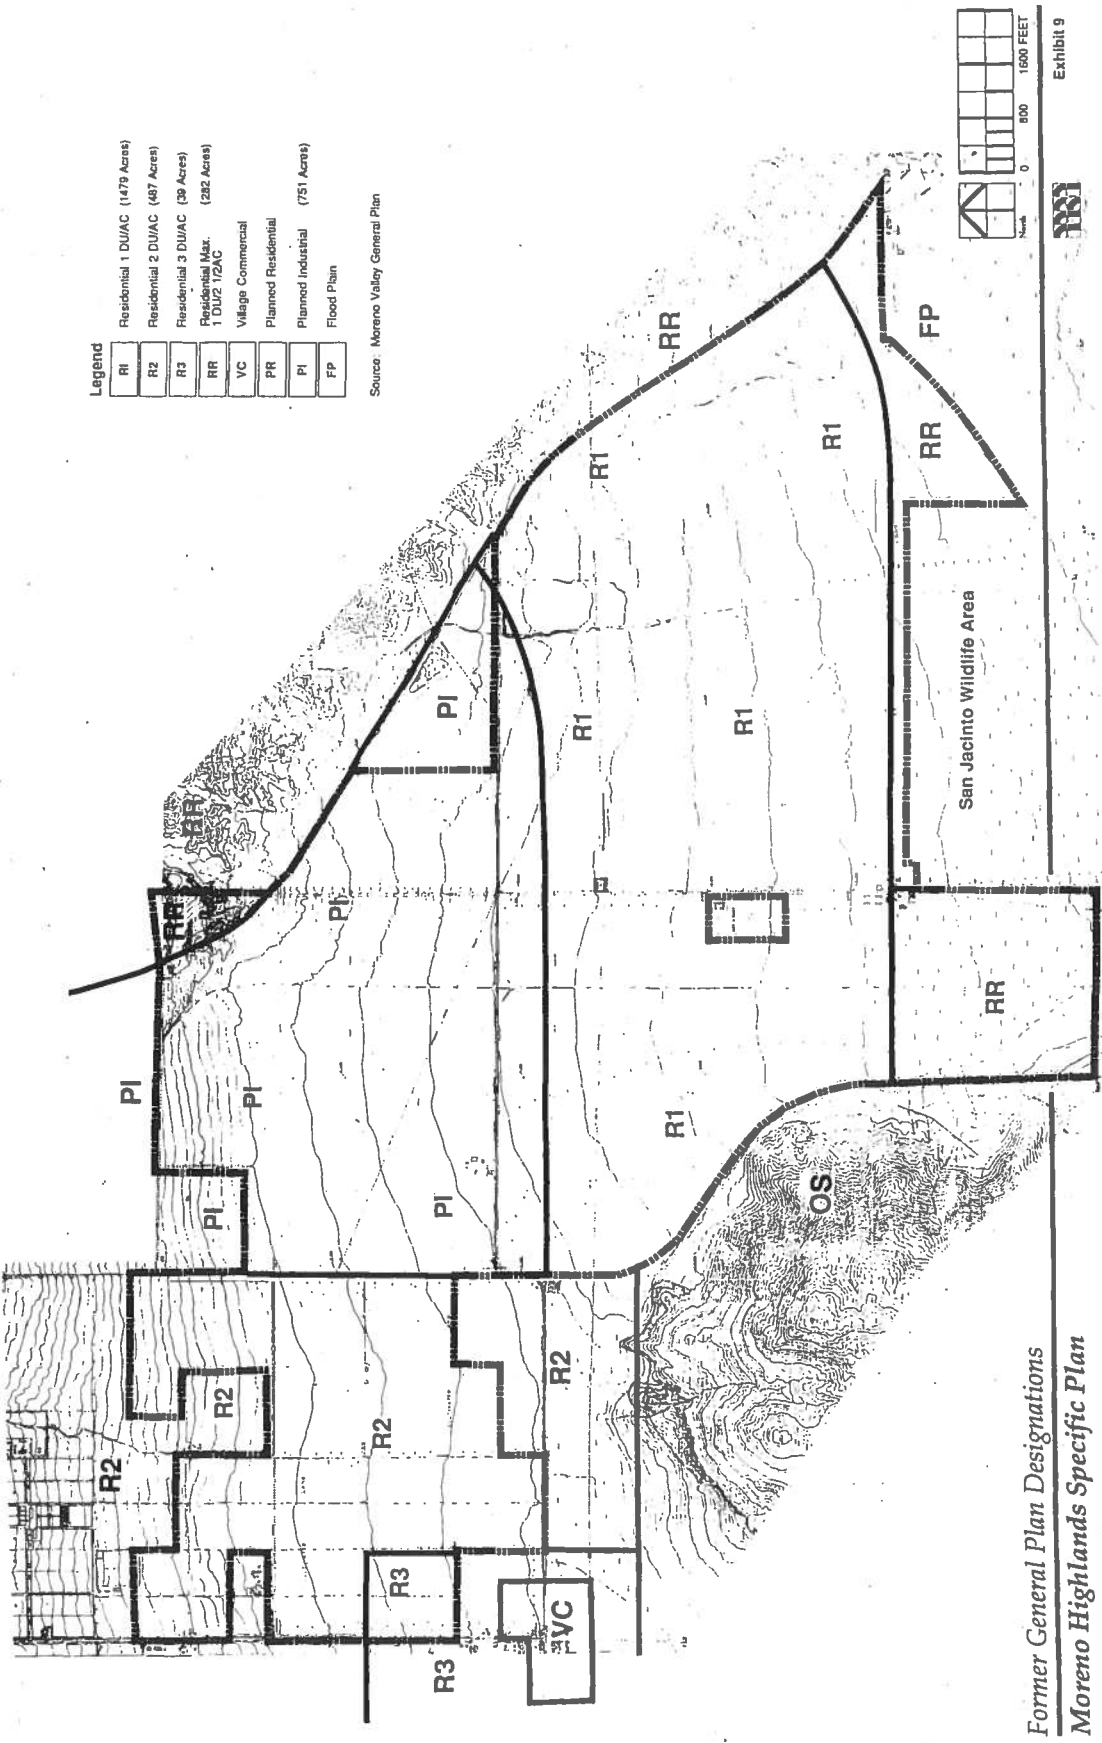 Legend
RI Residential 1 DU/AC (1479 Acres)
R2 Residential 2 DU/AC (487 Acres)
R3 Residential 3 DU/AC (39 Acres)
RR Residential Max. (282 Acres)
1 DU/2 1/2AC
VC Village Commercial
PR Planned Residential
PI Planned Industrial (751 Acres)
FP Flood Plain
Source: Moreno Valley General Plan
R2
R2
R2
R2
R3
R3
VC
PI
PI
PI
PI
PI
PI
RR
RR
RR
R1
R1
R1
R1
R1
RR
FP
RR
OS
San Jacinto Wildlife Area
North
0 800 1600 FEET
Former General Plan Designations
Moreno Highlands Specific Plan
Exhibit 9